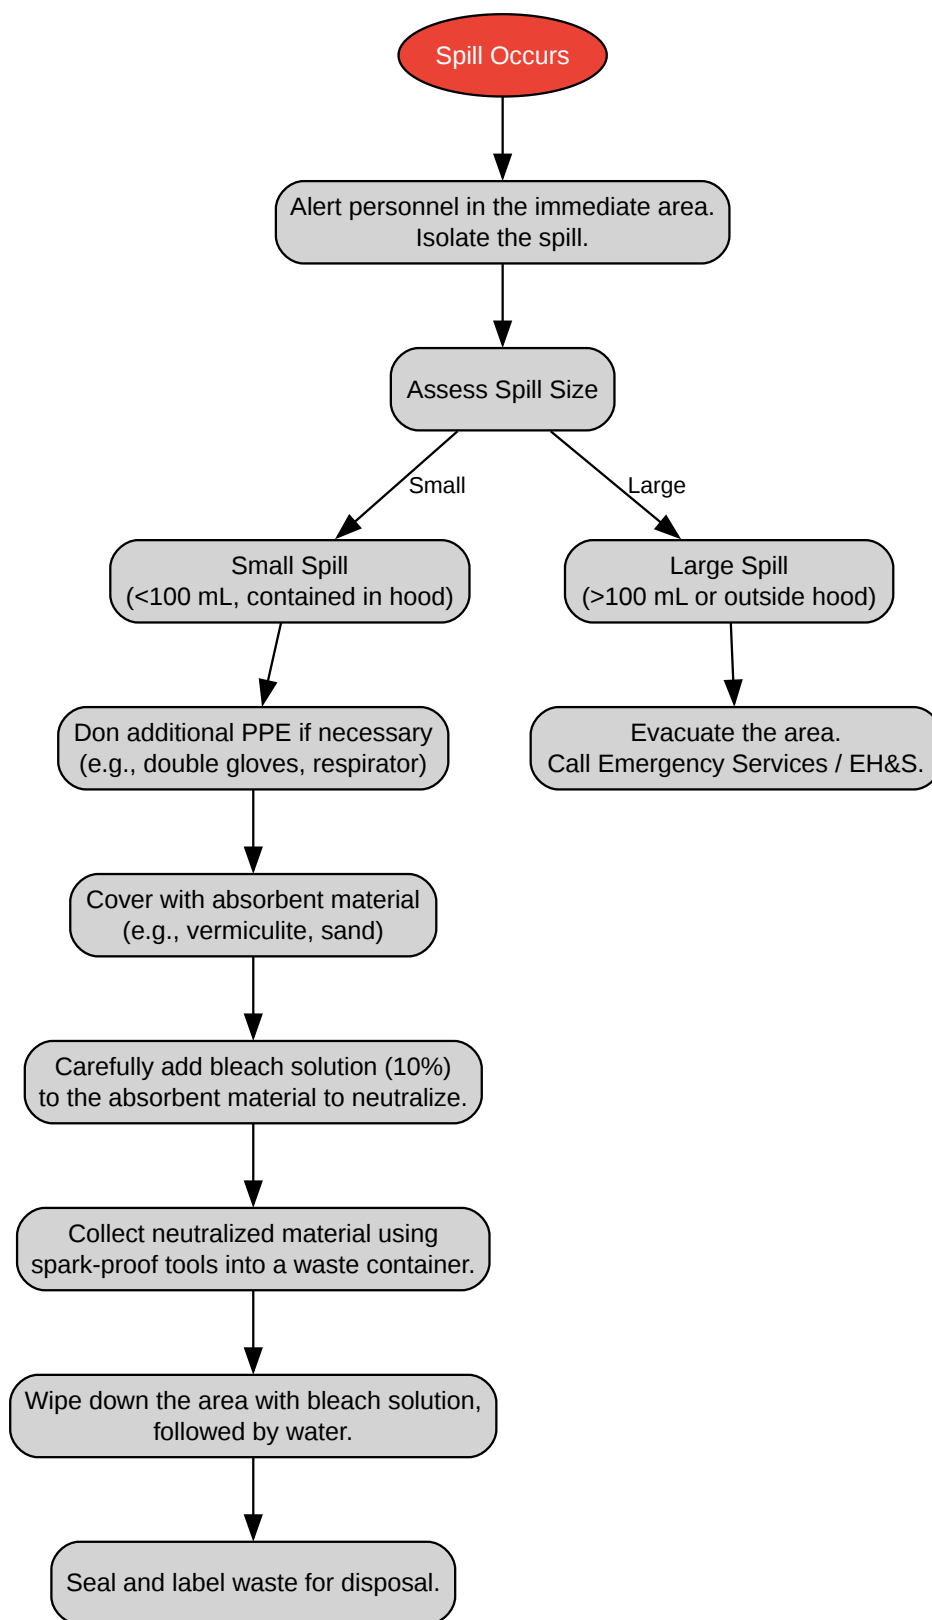 Spill Occurs
Alert personnel in the immediate area.
Isolate the spill.
Assess Spill Size
Small
Large
Small Spill
(<100 mL, contained in hood)
Large Spill
(>100 mL or outside hood)
Don additional PPE if necessary
(e.g., double gloves, respirator)
Evacuate the area.
Call Emergency Services / EH&S.
Cover with absorbent material
(e.g., vermiculite, sand)
Carefully add bleach solution (10%)
to the absorbent material to neutralize.
Collect neutralized material using
spark-proof tools into a waste container.
Wipe down the area with bleach solution,
followed by water.
Seal and label waste for disposal.